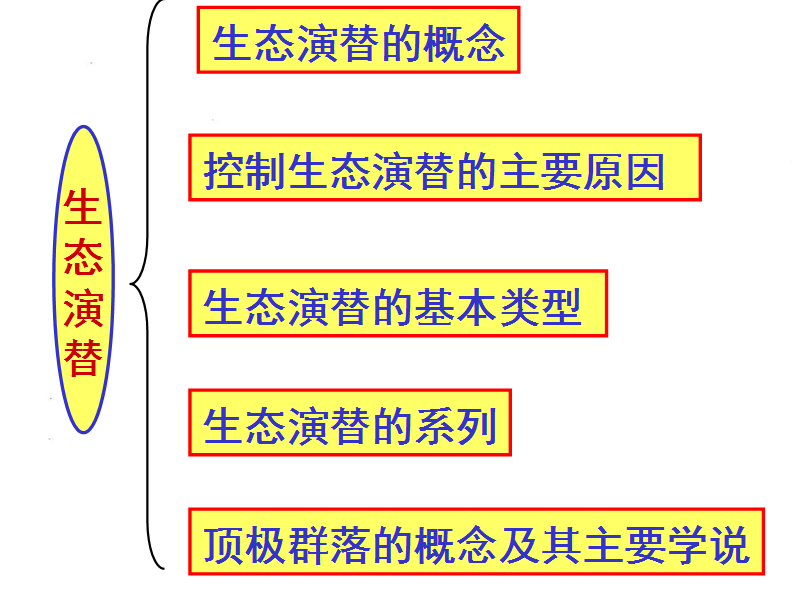 生态演替
生态演替的概念
控制生态演替的主要原因
生态演替的基本类型
生态演替的系列
顶极群落的概念及其主要学说